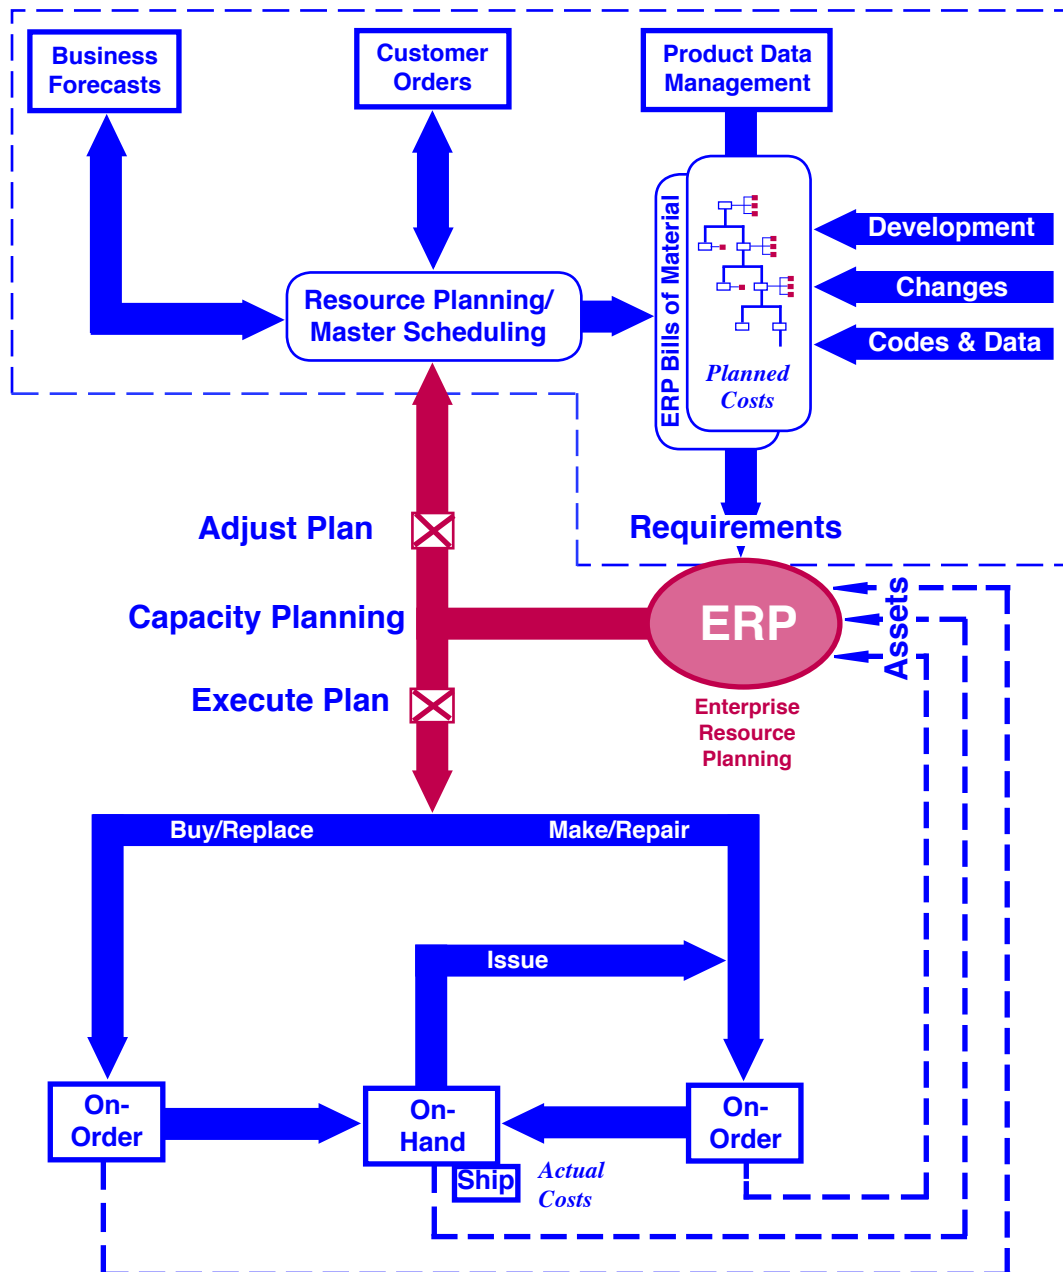 Business
Forecasts
Customer
Orders
Product Data
Management
ERP Bills of Material
Development
Changes
Codes & Data
Resource Planning/
Master Scheduling
Planned
Costs
Adjust Plan
Requirements
Capacity Planning
ERP
Assets
Execute Plan
Enterprise
Resource
Planning
Buy/Replace
Make/Repair
Issue
On-
Order
On-
Hand
On-
Order
Ship
Actual
Costs